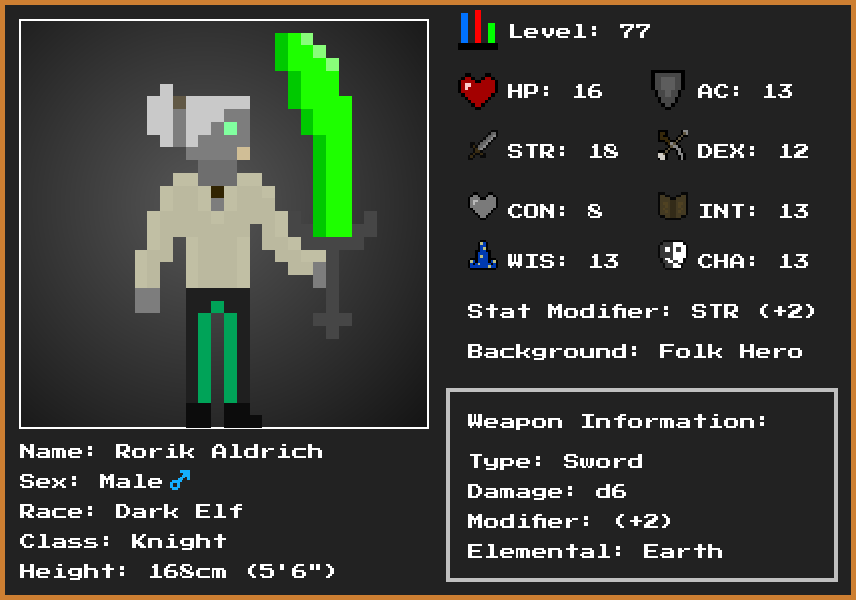 Level: 77
HP: 16
AC: 13
STR: 18
DEX: 12
CON: 8
INT: 13
WIS: 13
CHA: 13
Stat Modifier: STR (+2)
Background: Folk Hero
Weapon Information:
Type: Sword
Damage: d6
Modifier: (+2)
Elemental: Earth
Name: Rorik Aldrich
Sex: Male ♂
Race: Dark Elf
Class: Knight
Height: 168cm (5'6")